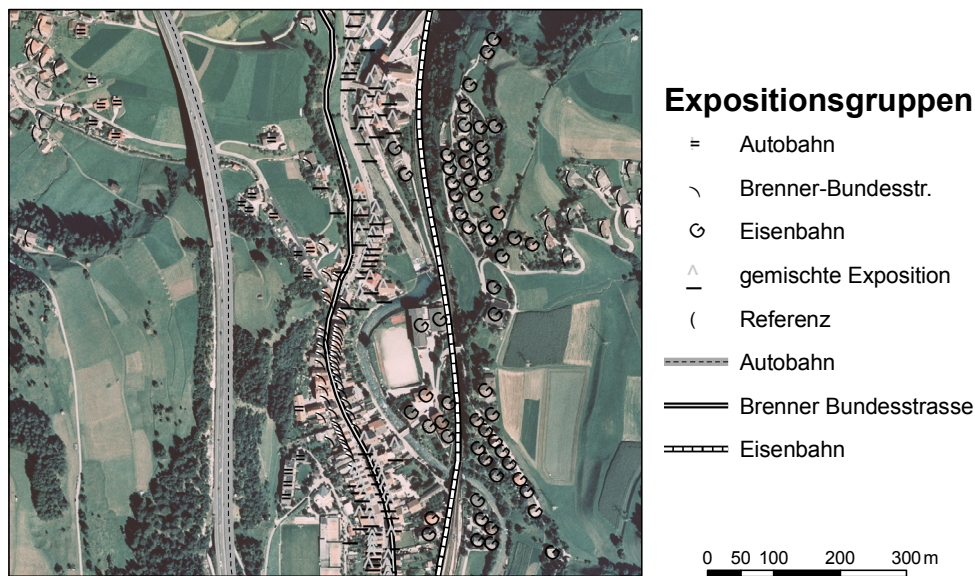 Expositionsgruppen
Autobahn
Brenner-Bundesstr.
Eisenbahn
gemischte Exposition
Referenz
Autobahn
Brenner Bundesstrasse
Eisenbahn
0 50 100 200 300 m